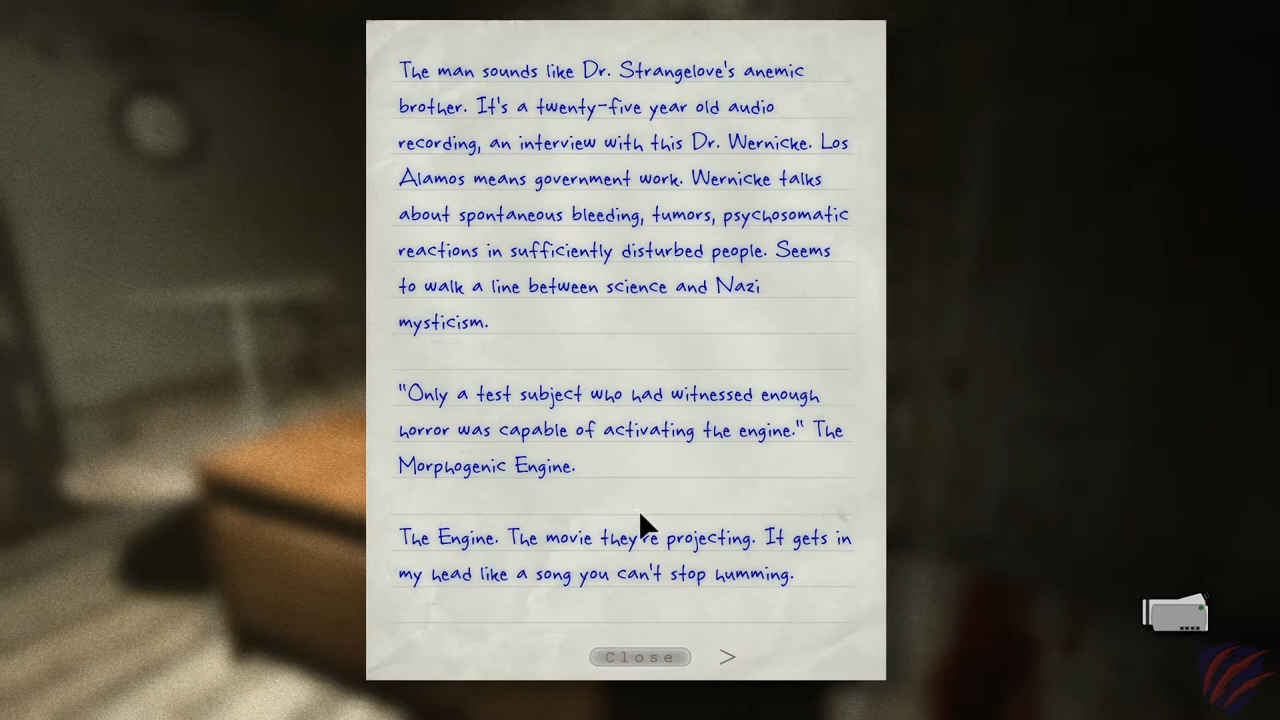 The man sounds like Dr. Strangelove's anemic
brother. It's a twenty-five year old audio
recording, an interview with this Dr. Wernicke. Los
Alamos means government work. Wernicke talks
about spontaneous bleeding, tumors, psychosomatic
reactions in sufficiently disturbed people. Seems
to walk a line between science and Nazi
mysticism.
"Only a test subject who had witnessed enough
horror was capable of activating the engine." The
Morphogenic Engine.
The Engine. The movie they're projecting. It gets in
my head like a song you can't stop humming.
Close >